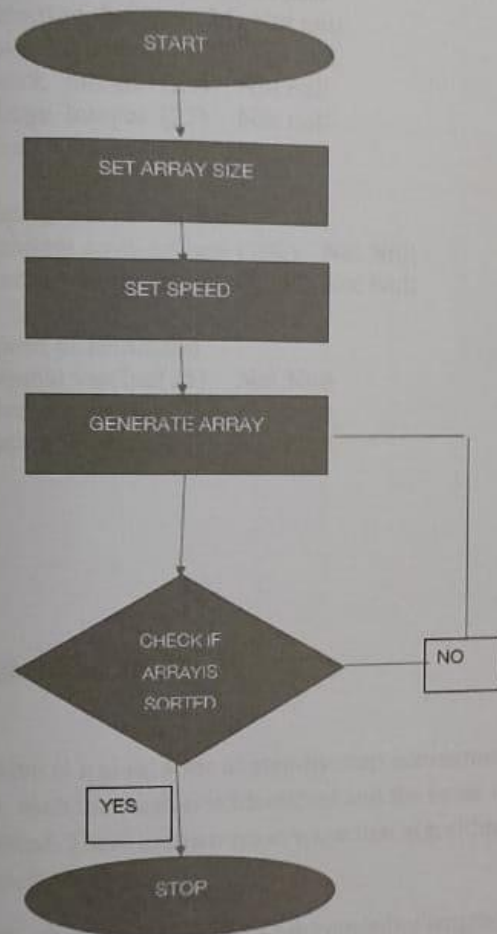 START
SET ARRAY SIZE
SET SPEED
GENERATE ARRAY
CHECK IF
ARRAYIS
SORTED
NO
YES
STOP